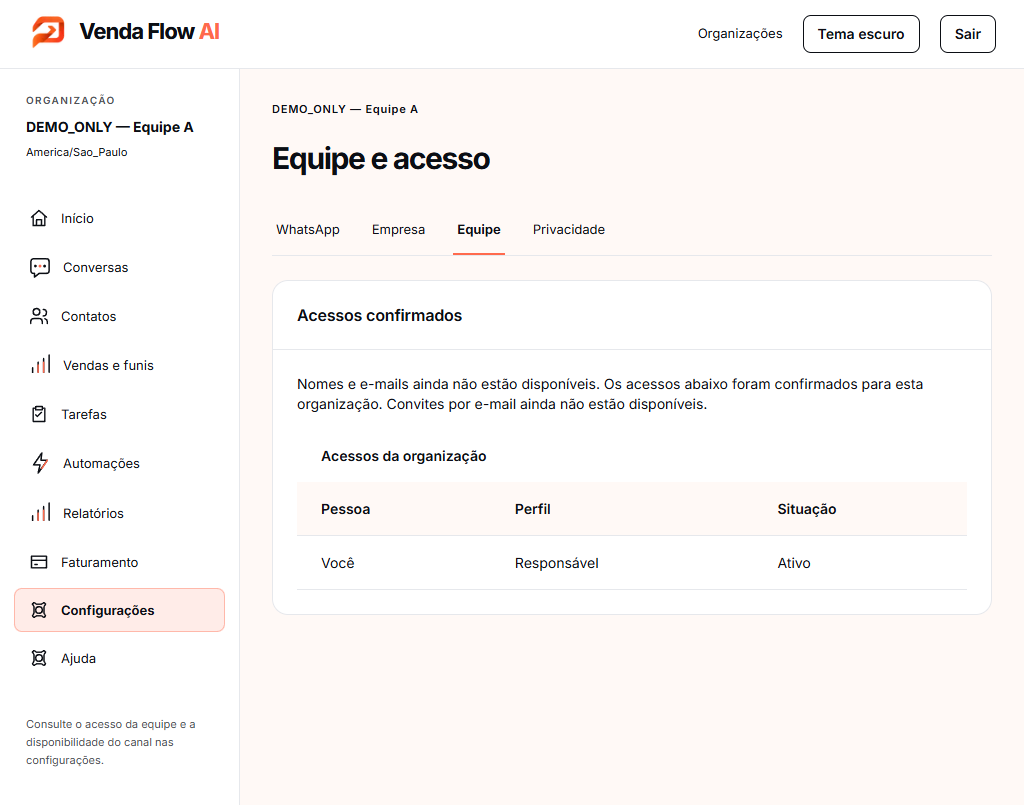 Venda Flow AI
Organizações
Tema escuro
Sair
ORGANIZAÇÃO
DEMO_ONLY — Equipe A
America/Sao_Paulo
Início
Conversas
Contatos
Vendas e funis
Tarefas
Automações
Relatórios
Faturamento
Configurações
Ajuda
Consulte o acesso da equipe e a
disponibilidade do canal nas
configurações.
DEMO_ONLY — Equipe A
Equipe e acesso
WhatsApp
Empresa
Equipe
Privacidade
Acessos confirmados
Nomes e e-mails ainda não estão disponíveis. Os acessos abaixo foram confirmados para esta
organização. Convites por e-mail ainda não estão disponíveis.
Acessos da organização
Pessoa Perfil Situação
Você Responsável Ativo